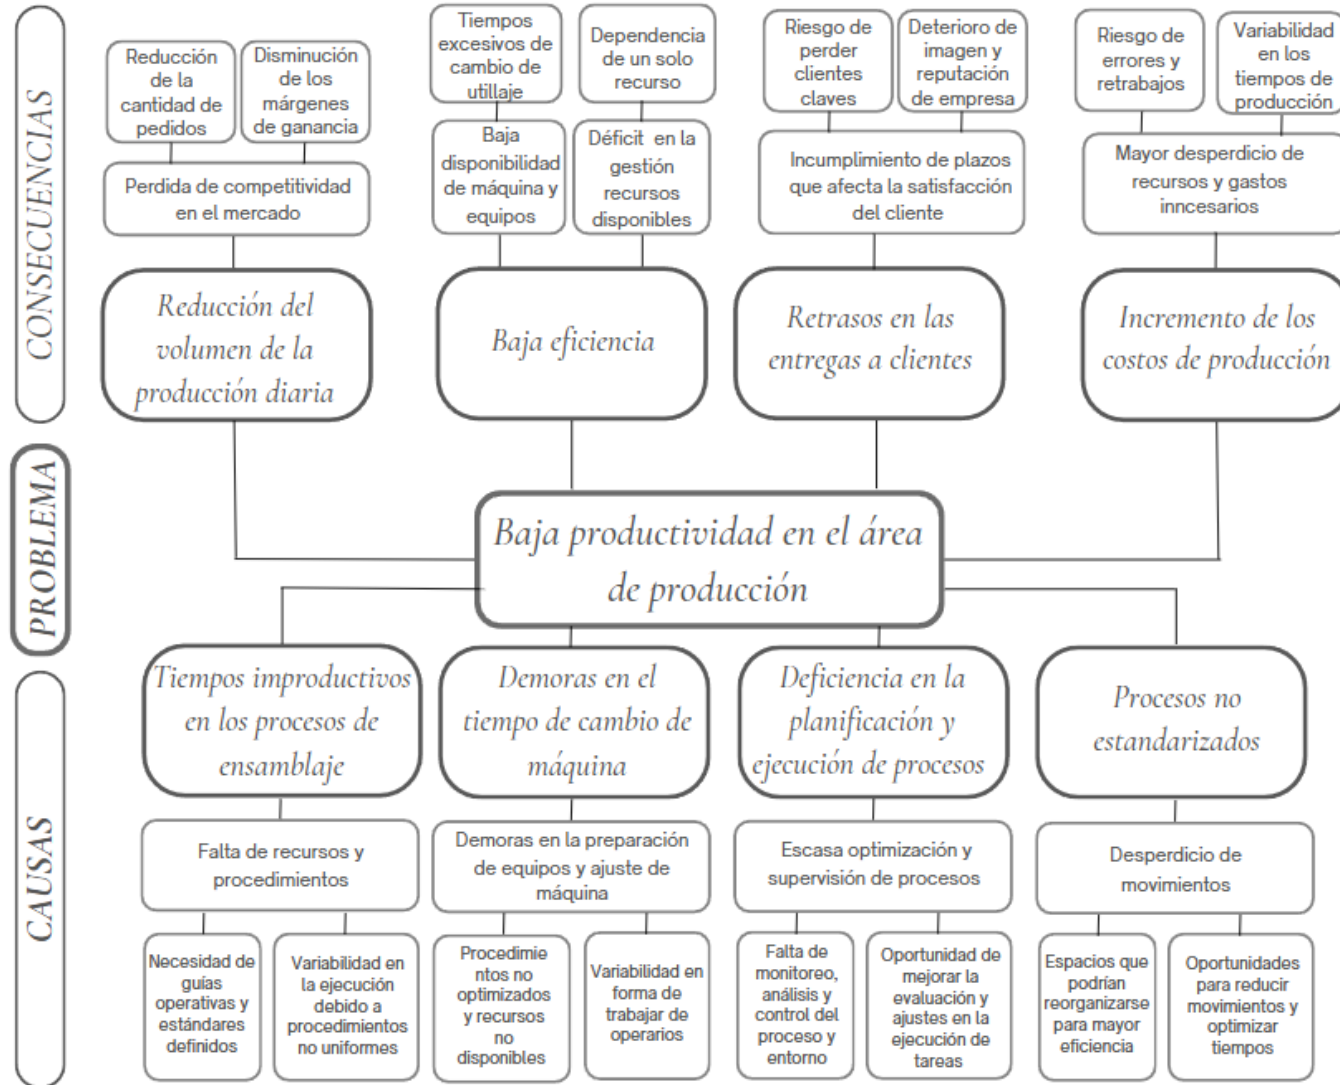 CONSECUENCIAS
Reducción
de la
cantidad de
pedidos
Disminución
de los
márgenes
de ganancia
Perdida de competitividad
en el mercado
Reducción del
volumen de la
producción diaria
Tiempos
excesivos de
cambio de
utillaje
Dependencia
de un solo
recurso
Baja
disponibilidad
de máquina y
equipos
Déficit en la
gestión
recursos
disponibles
Baja eficiencia
Riesgo de
perder
clientes
claves
Deterioro de
imagen y
reputación
de empresa
Incumplimiento de plazos
que afecta la satisfacción
del cliente
Retrasos en las
entregas a clientes
Riesgo de
errores y
retrabajos
Variabilidad
en los
tiempos de
producción
Mayor desperdicio de
recursos y gastos
inncesarios
Incremento de los
costos de producción
PROBLEMA
Baja productividad en el área
de producción
CAUSAS
Tiempos improductivos
en los procesos de
ensamblaje
Falta de recursos y
procedimientos
Necesidad de
guías
operativas y
estándares
definidos
Variabilidad en
la ejecución
debido a
procedimientos
no uniformes
Demoras en el
tiempo de cambio de
máquina
Demoras en la preparación
de equipos y ajuste de
máquina
Procedimie
ntos no
optimizados
y recursos
no
disponibles
Variabilidad en
forma de
trabajar de
operarios
Deficiencia en la
planificación y
ejecución de procesos
Escasa optimización y
supervisión de procesos
Falta de
monitoreo,
análisis y
control del
proceso y
entorno
Oportunidad de
mejorar la
evaluación y
ajustes en la
ejecución de
tareas
Procesos no
estandarizados
Desperdicio de
movimientos
Espacios que
podrían
reorganizarse
para mayor
eficiencia
Oportunidades
para reducir
movimientos y
optimizar
tiempos